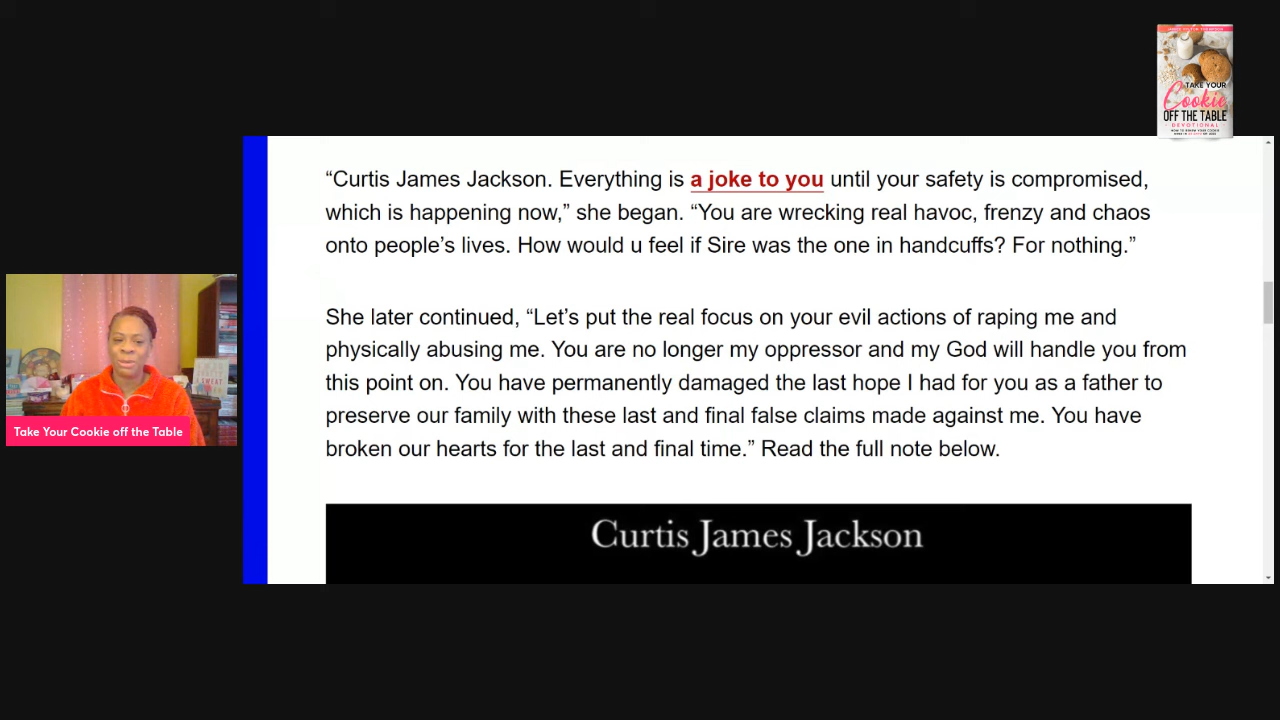 TAKE YOUR
Cookie
OFF THE TABLE
DEVOTIONAL
“Curtis James Jackson. Everything is a joke to you until your safety is compromised,
which is happening now,” she began. “You are wrecking real havoc, frenzy and chaos
onto people’s lives. How would u feel if Sire was the one in handcuffs? For nothing.”
She later continued, “Let’s put the real focus on your evil actions of raping me and
physically abusing me. You are no longer my oppressor and my God will handle you from
this point on. You have permanently damaged the last hope I had for you as a father to
preserve our family with these last and final false claims made against me. You have
broken our hearts for the last and final time.” Read the full note below.
Curtis James Jackson
SWEAT
Take Your Cookie off the Table